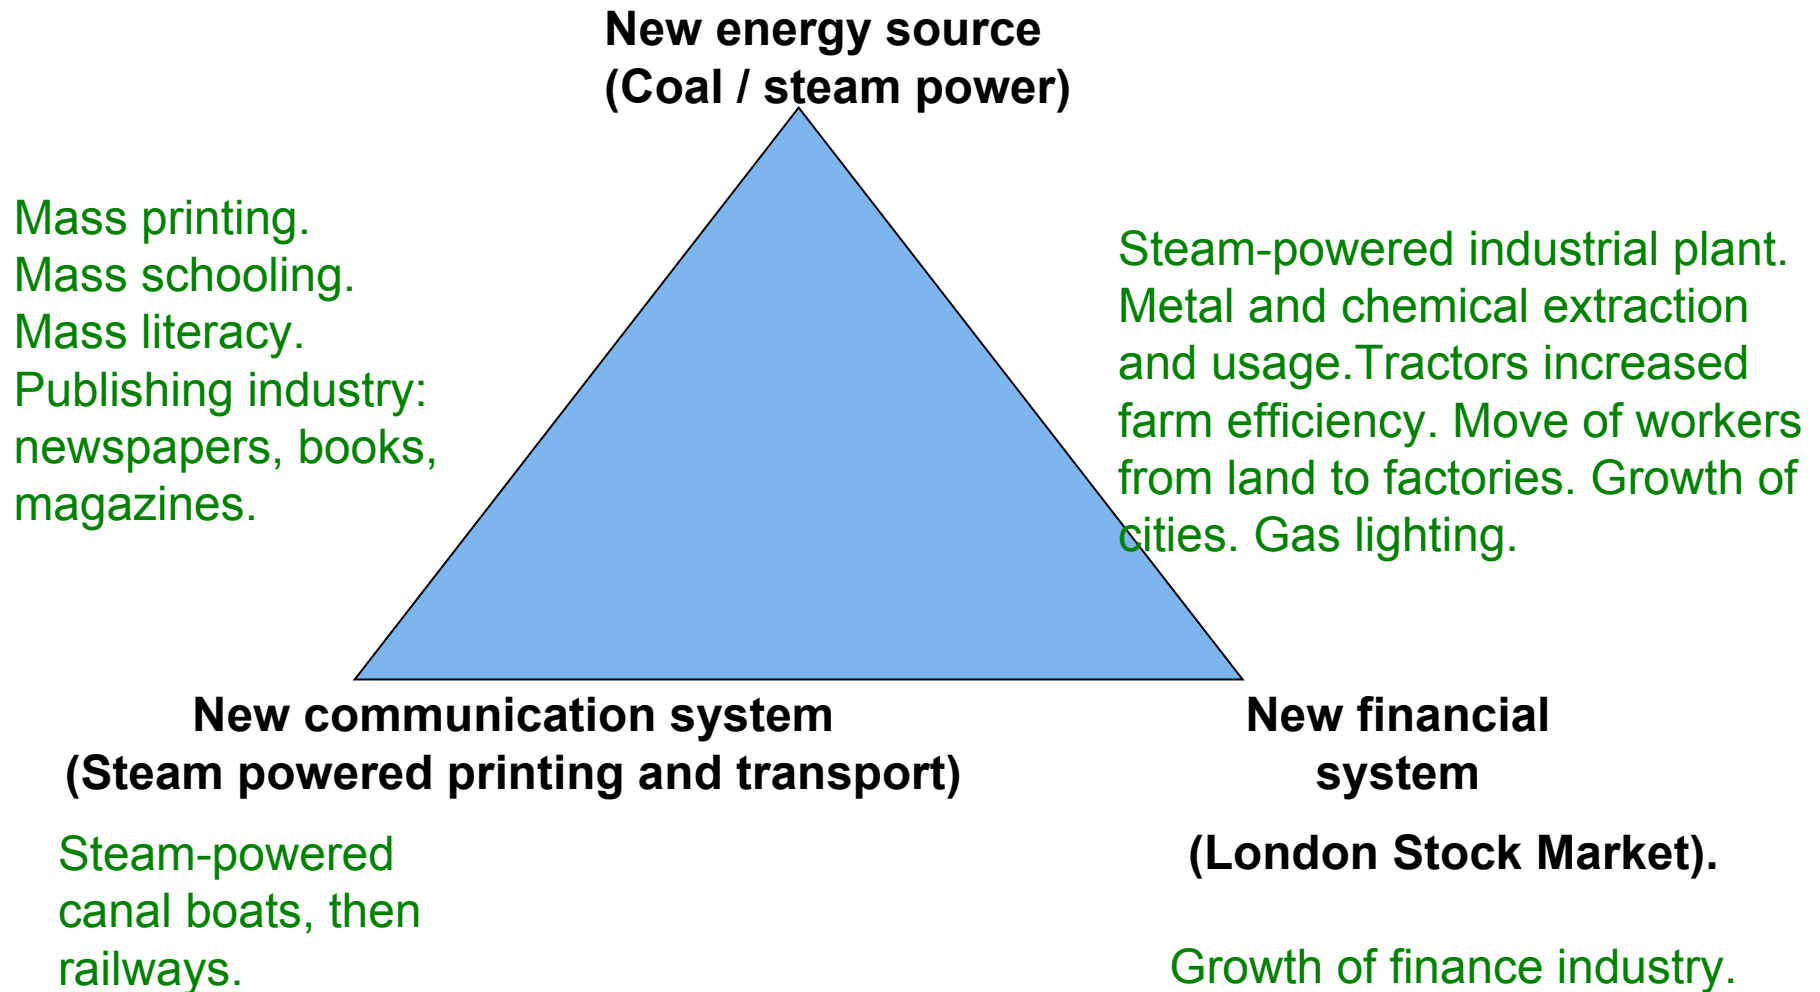 New energy source
(Coal / steam power)
Mass printing.
Mass schooling.
Mass literacy.
Publishing industry:
newspapers, books,
magazines.
Steam-powered industrial plant.
Metal and chemical extraction
and usage.Tractors increased
farm efficiency. Move of workers
from land to factories. Growth of
cities. Gas lighting.
New communication system
(Steam powered printing and transport)
New financial
system
(London Stock Market).
Steam-powered
canal boats, then
railways.
Growth of finance industry.